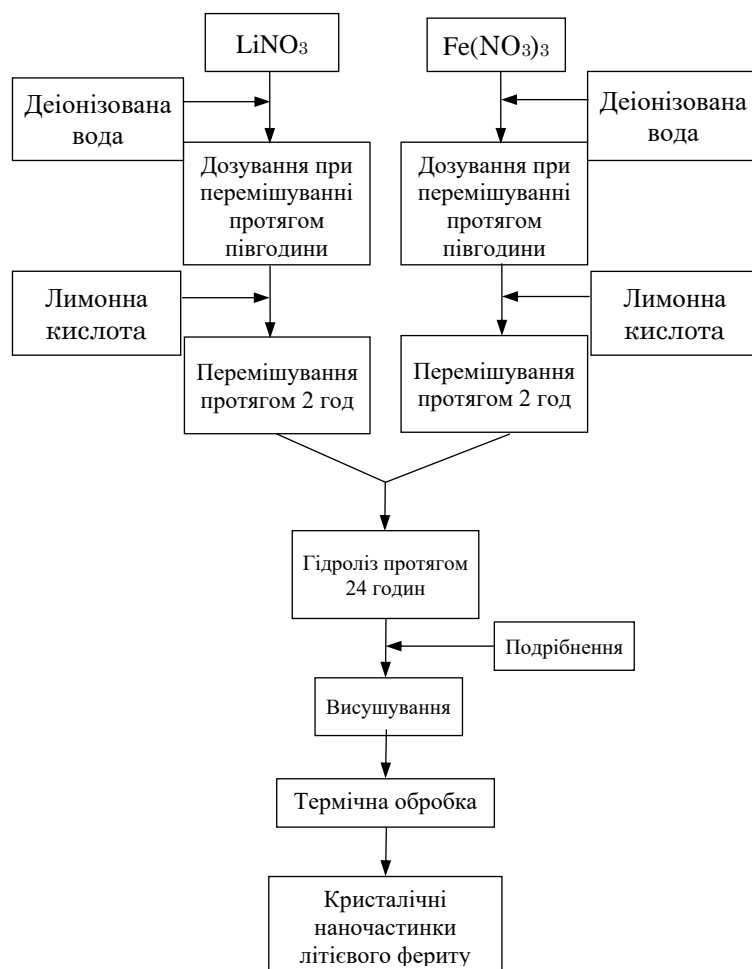 LiNO₃
Fe(NO₃)₃
Деіонізована
вода
Деіонізована
вода
Дозування при
перемішуванні
протягом
півгодини
Дозування при
перемішуванні
протягом
півгодини
Лимонна
кислота
Лимонна
кислота
Перемішування
протягом 2 год
Перемішування
протягом 2 год
Гідроліз протягом
24 годин
Подрібнення
Висушування
Термічна обробка
Кристалічні
наночастинки
літієвого фериту